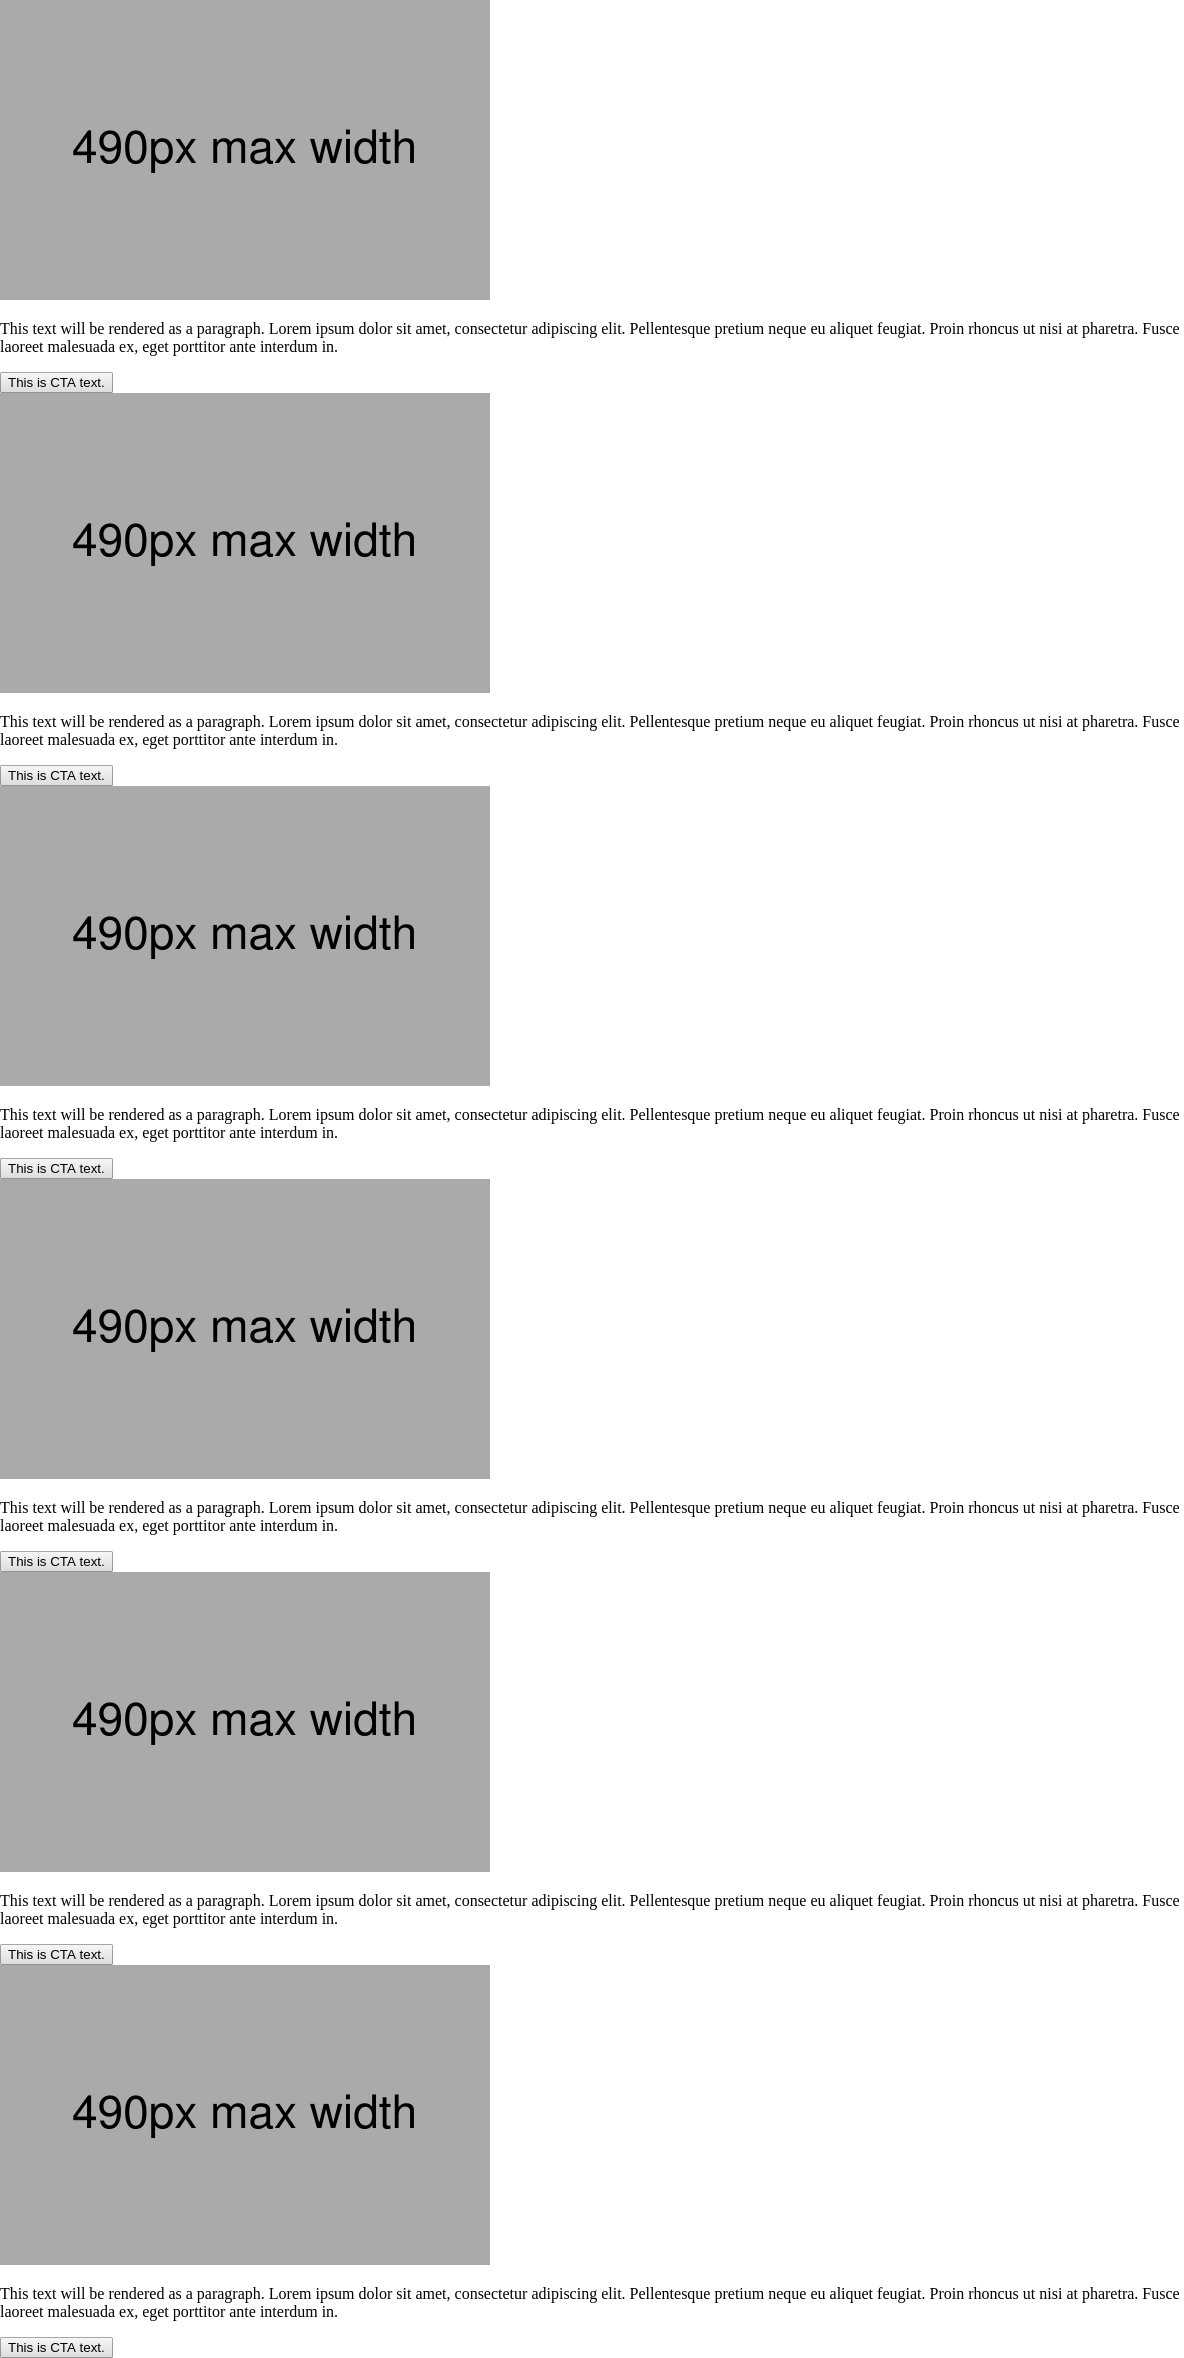 490px max width
This text will be rendered as a paragraph. Lorem ipsum dolor sit amet, consectetur adipiscing elit. Pellentesque pretium neque eu aliquet feugiat. Proin rhoncus ut nisi at pharetra. Fusce
laoreet malesuada ex, eget porttitor ante interdum in.
This is CTA text.
490px max width
This text will be rendered as a paragraph. Lorem ipsum dolor sit amet, consectetur adipiscing elit. Pellentesque pretium neque eu aliquet feugiat. Proin rhoncus ut nisi at pharetra. Fusce
laoreet malesuada ex, eget porttitor ante interdum in.
This is CTA text.
490px max width
This text will be rendered as a paragraph. Lorem ipsum dolor sit amet, consectetur adipiscing elit. Pellentesque pretium neque eu aliquet feugiat. Proin rhoncus ut nisi at pharetra. Fusce
laoreet malesuada ex, eget porttitor ante interdum in.
This is CTA text.
490px max width
This text will be rendered as a paragraph. Lorem ipsum dolor sit amet, consectetur adipiscing elit. Pellentesque pretium neque eu aliquet feugiat. Proin rhoncus ut nisi at pharetra. Fusce
laoreet malesuada ex, eget porttitor ante interdum in.
This is CTA text.
490px max width
This text will be rendered as a paragraph. Lorem ipsum dolor sit amet, consectetur adipiscing elit. Pellentesque pretium neque eu aliquet feugiat. Proin rhoncus ut nisi at pharetra. Fusce
laoreet malesuada ex, eget porttitor ante interdum in.
This is CTA text.
490px max width
This text will be rendered as a paragraph. Lorem ipsum dolor sit amet, consectetur adipiscing elit. Pellentesque pretium neque eu aliquet feugiat. Proin rhoncus ut nisi at pharetra. Fusce
laoreet malesuada ex, eget porttitor ante interdum in.
This is CTA text.